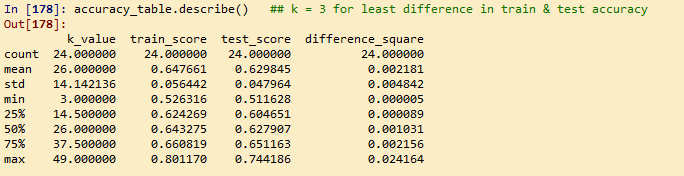 In [178]: accuracy_table.describe()   ## k = 3 for least difference in train & test accuracy
Out[178]:
         k_value  train_score  test_score  difference_square
count  24.000000    24.000000   24.000000          24.000000
mean   26.000000     0.647661    0.629845           0.002181
std    14.142136     0.056442    0.047964           0.004842
min     3.000000     0.526316    0.511628           0.000005
25%    14.500000     0.624269    0.604651           0.000089
50%    26.000000     0.643275    0.627907           0.001031
75%    37.500000     0.660819    0.651163           0.002156
max    49.000000     0.801170    0.744186           0.024164